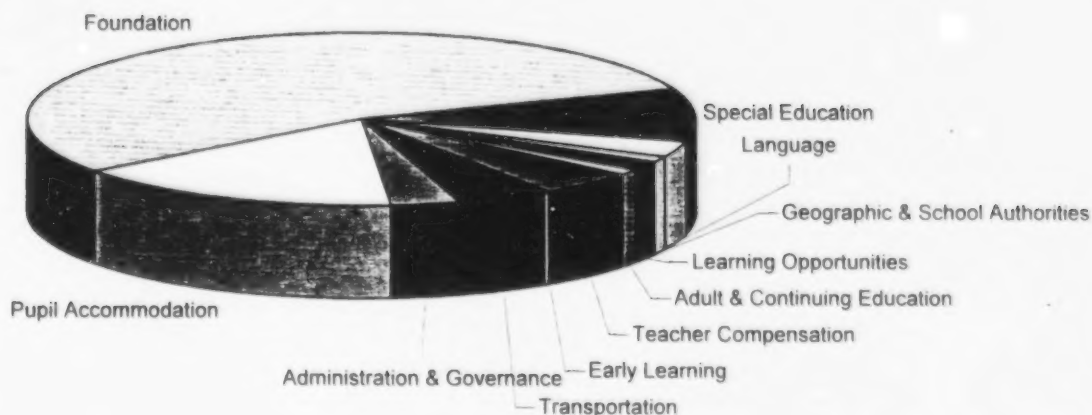 Foundation
Special Education
Language
Geographic & School Authorities
Learning Opportunities
Adult & Continuing Education
Pupil Accommodation
Teacher Compensation
Early Learning
Administration & Governance
Transportation